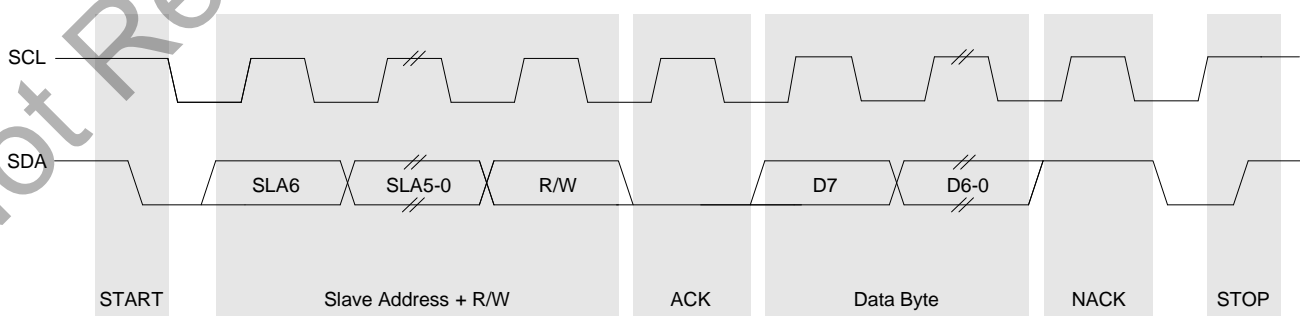 SCL
SDA
SLA6 SLA5-0 R/W D7 D6-0
START Slave Address + R/W ACK Data Byte NACK STOP